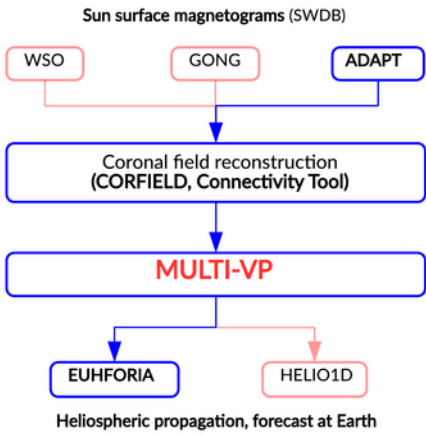 Sun surface magnetograms (SWDB)
WSO GONG ADAPT
Coronal field reconstruction
(CORFIELD, Connectivity Tool)
MULTI-VP
EUHFORIA HELIO1D
Heliospheric propagation, forecast at Earth